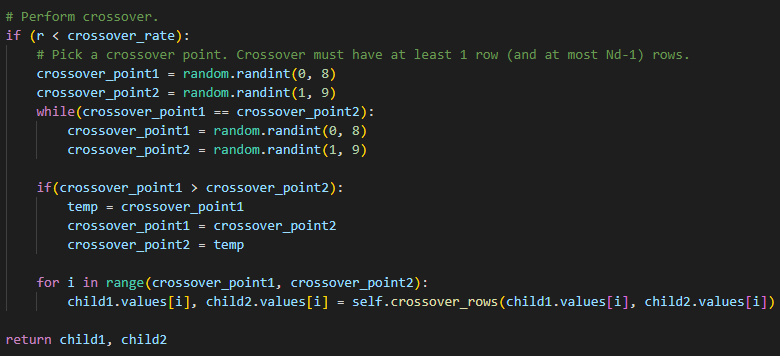 # Perform crossover.
if (r < crossover_rate):
    # Pick a crossover point. Crossover must have at least 1 row (and at most Nd-1) rows.
    crossover_point1 = random.randint(0, 8)
    crossover_point2 = random.randint(1, 9)
    while(crossover_point1 == crossover_point2):
        crossover_point1 = random.randint(0, 8)
        crossover_point2 = random.randint(1, 9)

    if(crossover_point1 > crossover_point2):
        temp = crossover_point1
        crossover_point1 = crossover_point2
        crossover_point2 = temp

    for i in range(crossover_point1, crossover_point2):
        child1.values[i], child2.values[i] = self.crossover_rows(child1.values[i], child2.values[i])

return child1, child2